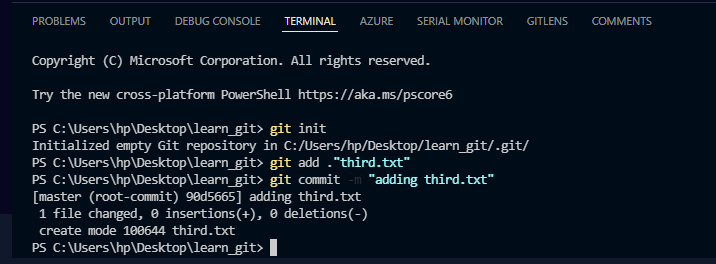 PROBLEMS OUTPUT DEBUG CONSOLE TERMINAL AZURE SERIAL MONITOR GITLENS COMMENTS
Copyright (C) Microsoft Corporation. All rights reserved.
Try the new cross-platform PowerShell https://aka.ms/pscore6
PS C:\Users\hp\Desktop\learn_git> git init
Initialized empty Git repository in C:/Users/hp/Desktop/learn_git/.git/
PS C:\Users\hp\Desktop\learn_git> git add ."third.txt"
PS C:\Users\hp\Desktop\learn_git> git commit -m "adding third.txt"
[master (root-commit) 90d5665] adding third.txt
1 file changed, 0 insertions(+), 0 deletions(-)
create mode 100644 third.txt
PS C:\Users\hp\Desktop\learn_git>